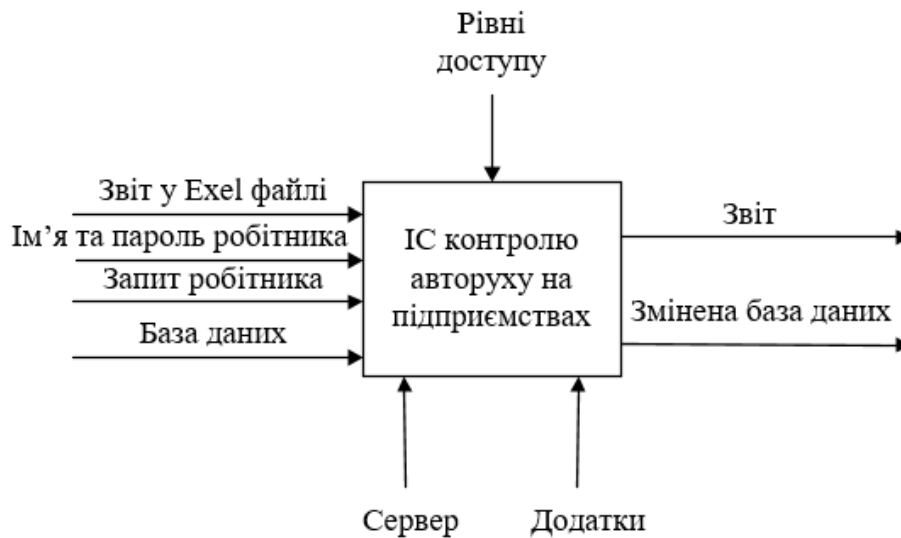 Рівні
доступу
Звіт у Exel файлі
Ім’я та пароль робітника
Запит робітника
База даних
ІС контролю
авторуху на
підприємствах
Звіт
Змінена база даних
Сервер
Додатки